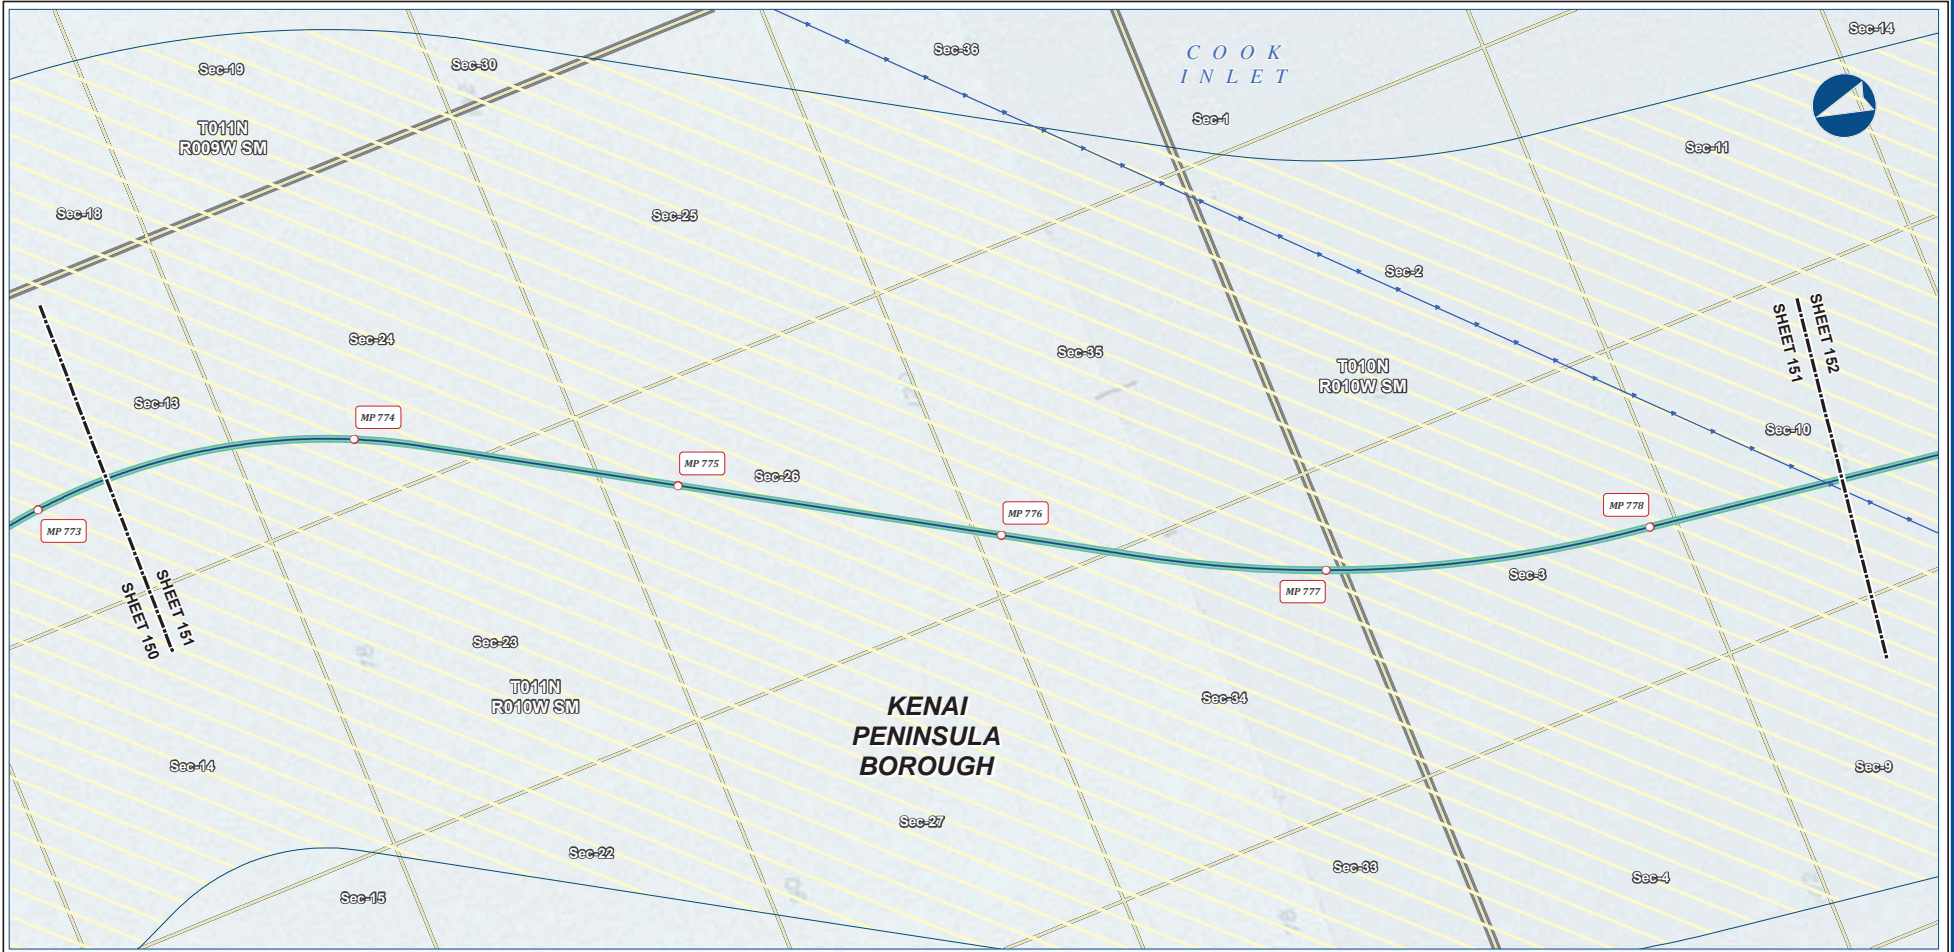 Sec-14
Sec-36
COOK
INLET
Sec-19
Sec-30
Sec-1
T011N
R009W SM
Sec-11
Sec-18
Sec-25
Sec-2
SHEET 152
SHEET 151
Sec-24
Sec-35
T010N
R010W SM
Sec-13
MP 774
Sec-10
MP 775
Sec-26
MP 776
MP 778
MP 773
Sec-3
MP 777
SHEET 151
SHEET 150
Sec-23
T011N
R010W SM
Sec-34
KENAI
PENINSULA
BOROUGH
Sec-14
Sec-9
Sec-27
Sec-22
Sec-33
Sec-4
Sec-15